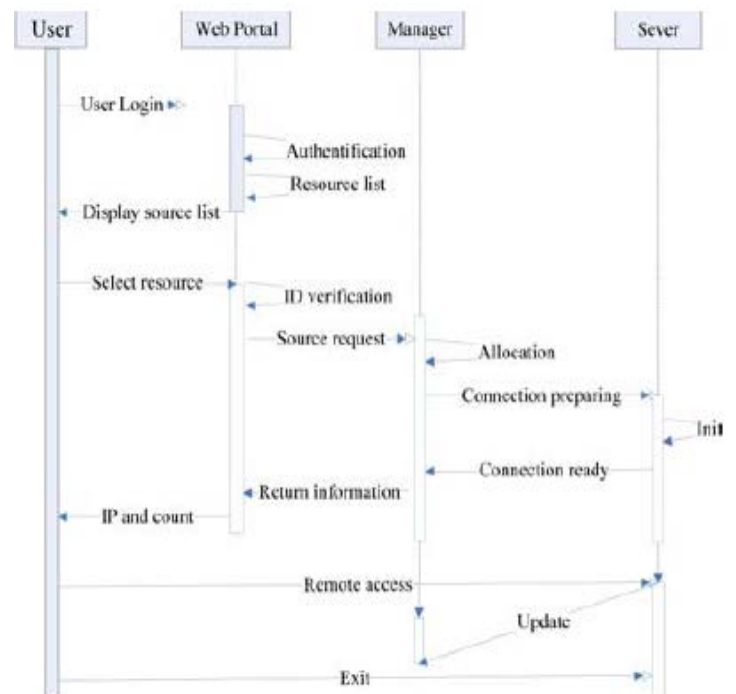 User
Web Portal
Manager
Sever
User Login
Authentification
Resource list
Display source list
Select resource
ID verification
Source request
Allocation
Connection preparing
Init
Connection ready
Return information
IP and count
Remote access
Update
Exit